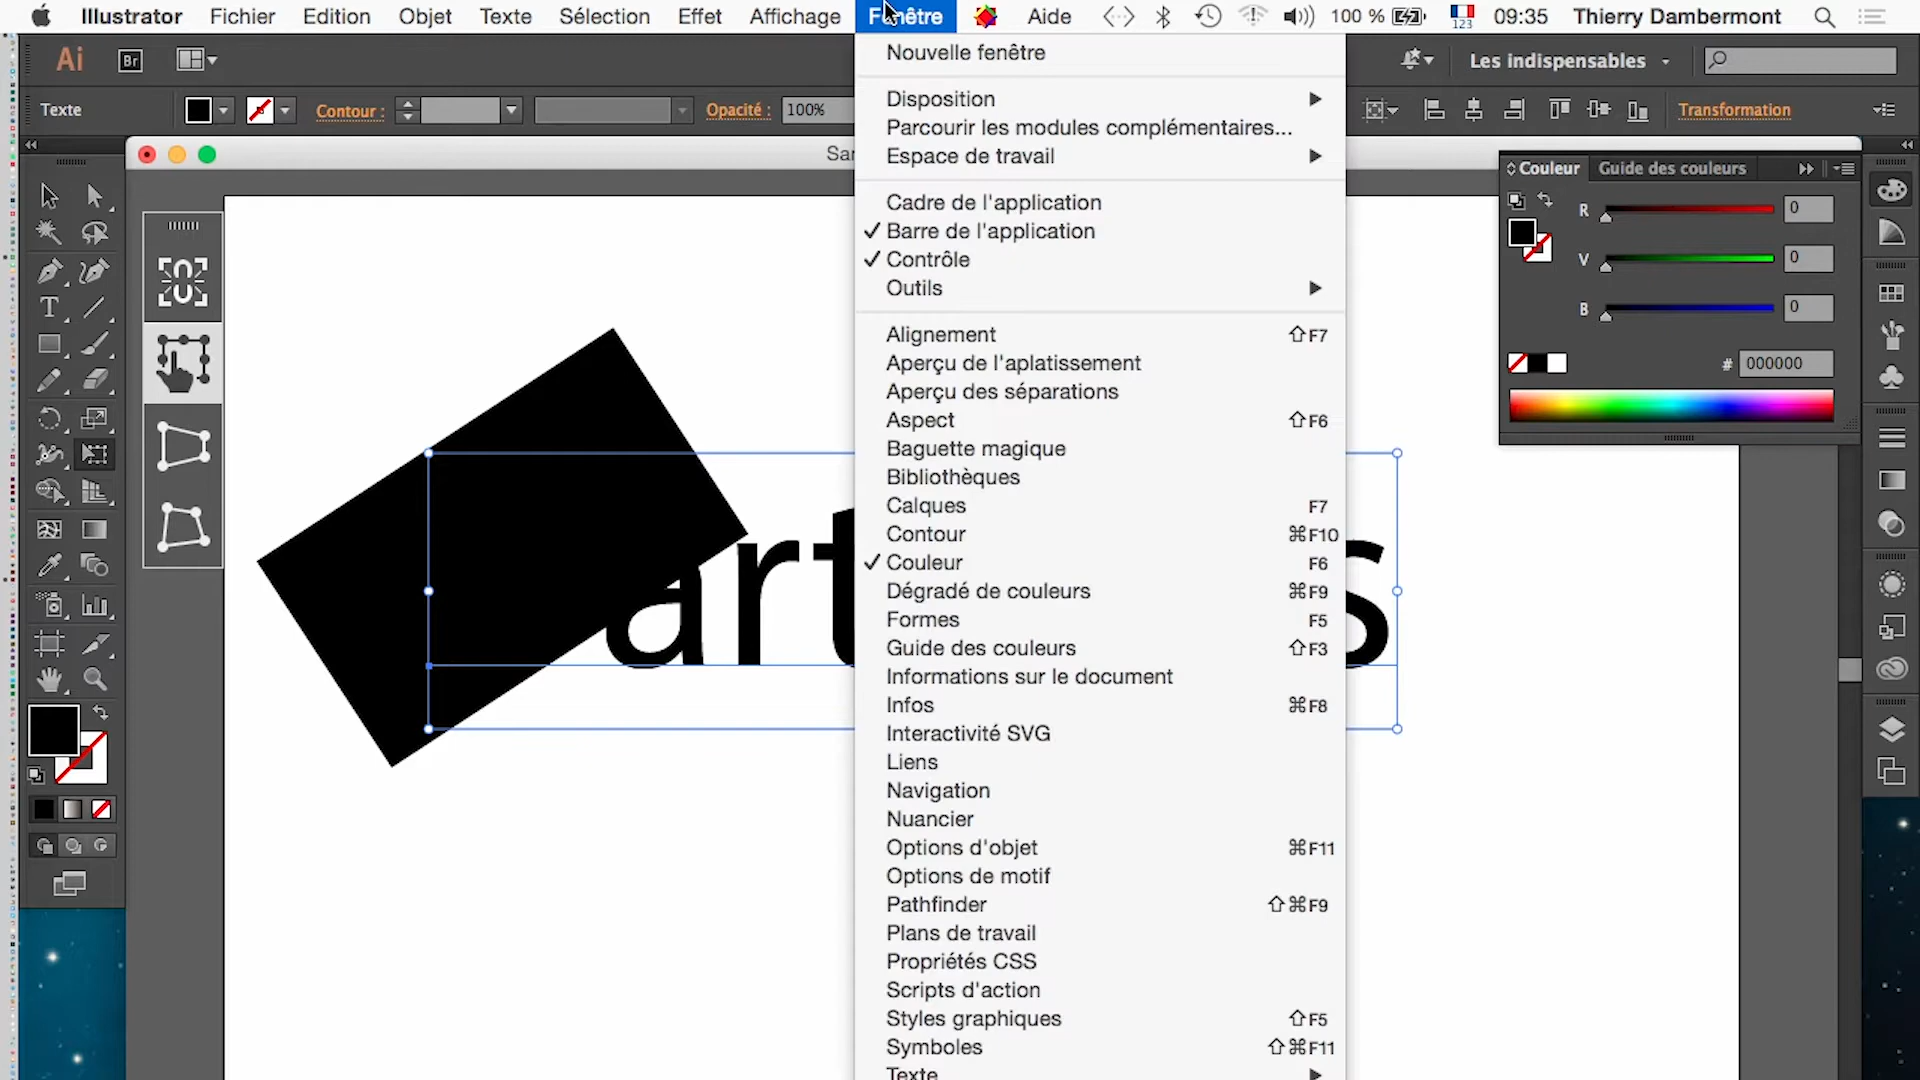 Illustrator Fichier Edition Objet Texte Sélection Effet Affichage Fenêtre Aide 100 % 123 09:35 Thierry Dambermont
Ai Br Les indispensables
Texte Contour : Opacité : 100% Transformation
Sar
Nouvelle fenêtre
Disposition
Parcourir les modules complémentaires...
Espace de travail
Cadre de l'application
✓ Barre de l'application
✓ Contrôle
Outils
Alignement ⇧F7
Aperçu de l'aplatissement
Aperçu des séparations
Aspect ⇧F6
Baguette magique
Bibliothèques
Calques F7
Contour ⌘F10
✓ Couleur F6
Dégradé de couleurs ⌘F9
Formes F5
Guide des couleurs ⇧F3
Informations sur le document
Infos ⌘F8
Interactivité SVG
Liens
Navigation
Nuancier
Options d'objet ⌘F11
Options de motif
Pathfinder ⇧⌘F9
Plans de travail
Propriétés CSS
Scripts d'action
Styles graphiques ⇧F5
Symboles ⇧⌘F11
Texte
Couleur Guide des couleurs
R 0
V 0
B 0
# 000000
art
s